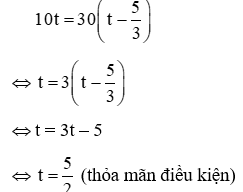 10t = 30(t − 5/3)
⇔ t = 3(t − 5/3)
⇔ t = 3t − 5
⇔ t = 5/2 (thỏa mãn điều kiện)